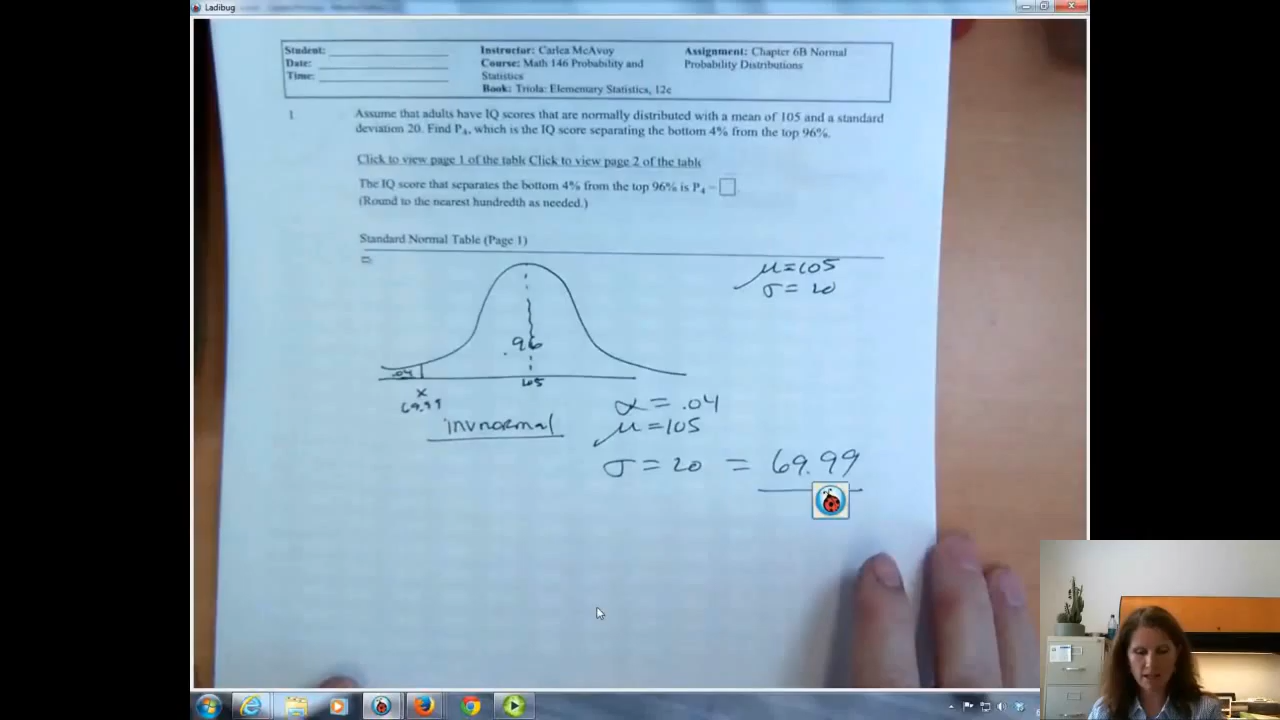 Ladibug
Student:
Date:
Time:
Instructor: Carlea McAvoy
Course: Math 146 Probability and
Statistics
Book: Triola: Elementary Statistics, 12e
Assignment: Chapter 6B Normal
Probability Distributions
1
Assume that adults have IQ scores that are normally distributed with a mean of 105 and a standard
deviation 20. Find P₄, which is the IQ score separating the bottom 4% from the top 96%.
Click to view page 1 of the table Click to view page 2 of the table
The IQ score that separates the bottom 4% from the top 96% is P₄ =
(Round to the nearest hundredth as needed.)
Standard Normal Table (Page 1)
μ=105
σ= 20
.96
.04
105
x
69.99
invnormal
α = .04
μ=105
σ = 20 = 69.99